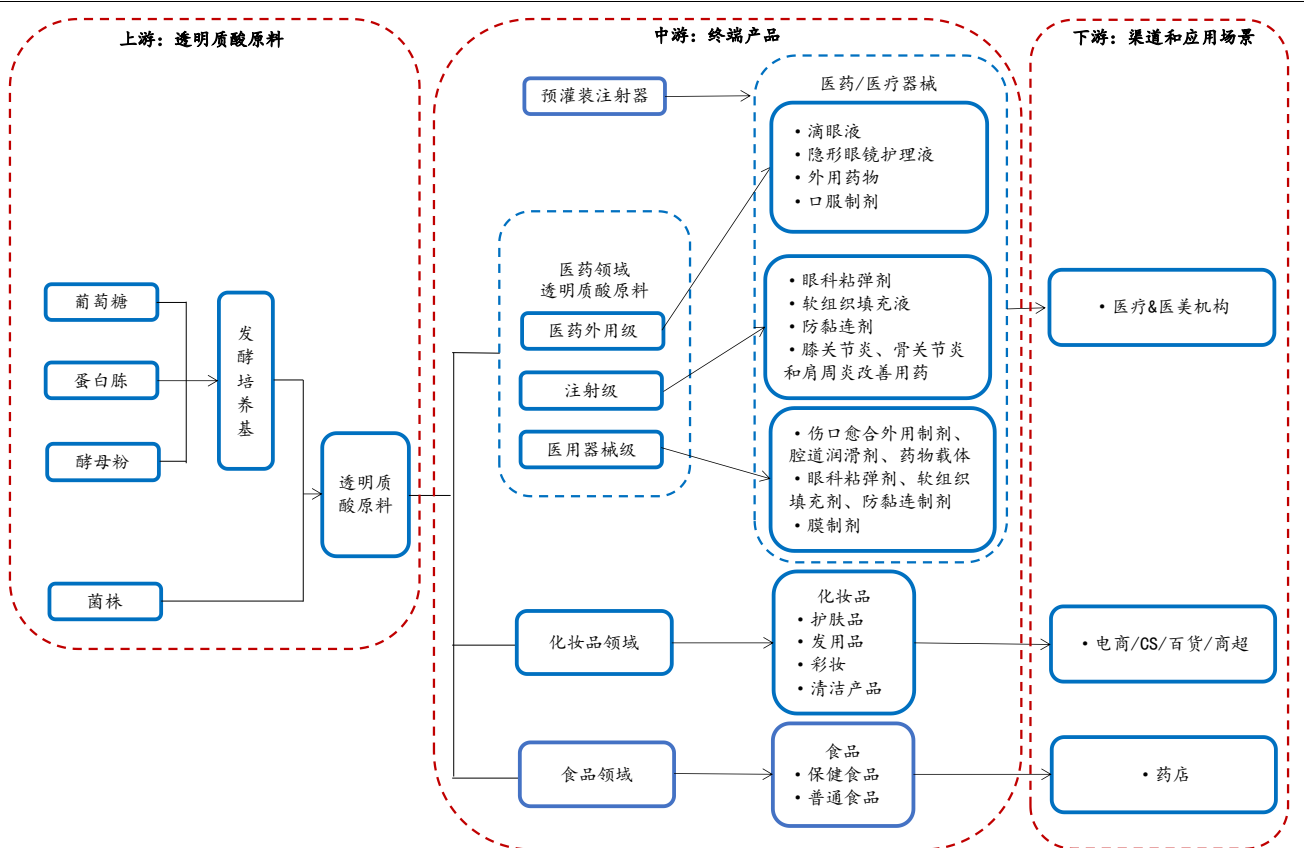 上游：透明质酸原料
葡萄糖
蛋白胨
酵母粉
发
酵
培
养
基
菌株
透明质
酸原料
中游：终端产品
预灌装注射器
医药领域
透明质酸原料
医药外用级
注射级
医用器械级
医药/医疗器械
·滴眼液
·隐形眼镜护理液
·外用药物
·口服制剂
·眼科粘弹剂
·软组织填充液
·防黏连剂
·膝关节炎、骨关节炎
和肩周炎改善用药
·伤口愈合外用制剂、
腔道润滑剂、药物载体
·眼科粘弹剂、软组织
填充剂、防黏连制剂
·膜制剂
化妆品领域
化妆品
·护肤品
·发用品
·彩妆
·清洁产品
食品领域
食品
·保健食品
·普通食品
下游：渠道和应用场景
·医疗&医美机构
·电商/CS/百货/商超
·药店